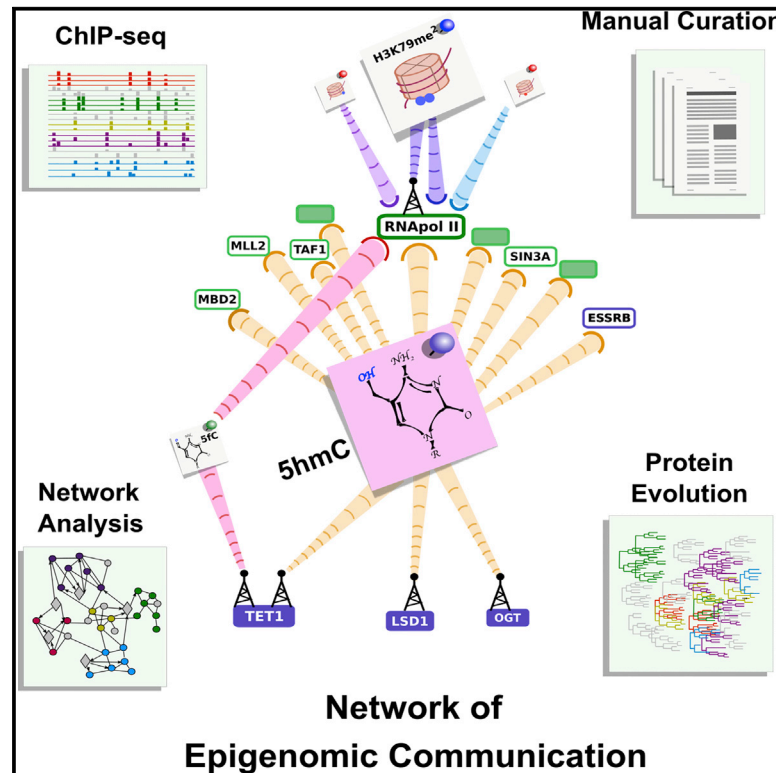 ChIP-seq
Manual Curation
H3K79me2
RNApol II
MLL2
TAF1
SIN3A
MBD2
ESSRB
OH
NH2
N
O
N
R
5hmC
5fC
Network
Analysis
Protein
Evolution
TET1
LSD1
OGT
Network of
Epigenomic Communication